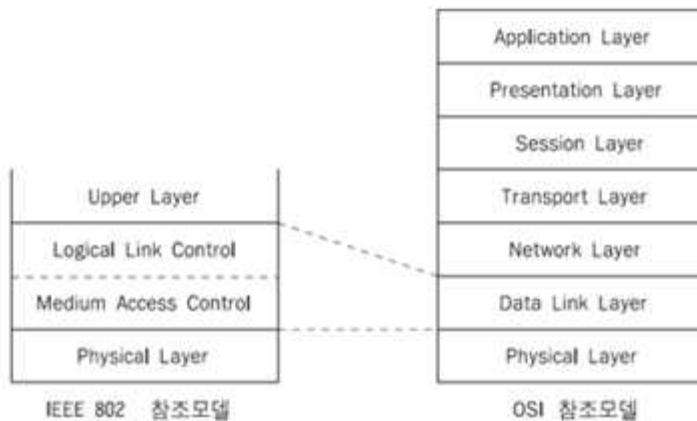 Application Layer
Presentation Layer
Session Layer
Transport Layer
Network Layer
Data Link Layer
Physical Layer
OSI 참조모델
Upper Layer
Logical Link Control
Medium Access Control
Physical Layer
IEEE 802 참조모델